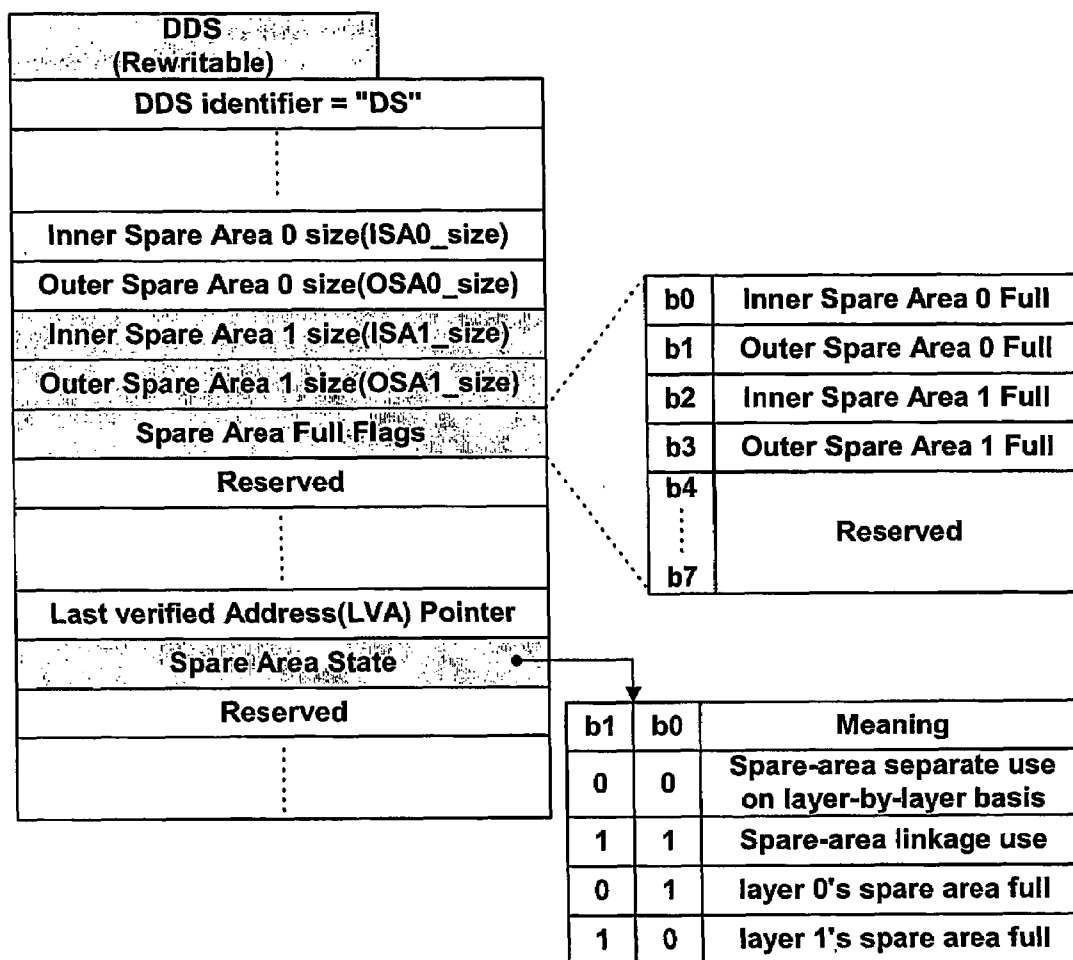 DDS
(Rewritable)
DDS identifier = "DS"
Inner Spare Area 0 size(ISA0_size)
Outer Spare Area 0 size(OSA0_size)
Inner Spare Area 1 size(ISA1_size)
Outer Spare Area 1 size(OSA1_size)
Spare Area Full Flags
Reserved
Last verified Address(LVA) Pointer
Spare Area State
Reserved
b0 Inner Spare Area 0 Full
b1 Outer Spare Area 0 Full
b2 Inner Spare Area 1 Full
b3 Outer Spare Area 1 Full
b4
Reserved
b7
b1 b0 Meaning
0 0 Spare-area separate use
on layer-by-layer basis
1 1 Spare-area linkage use
0 1 layer 0's spare area full
1 0 layer 1's spare area full